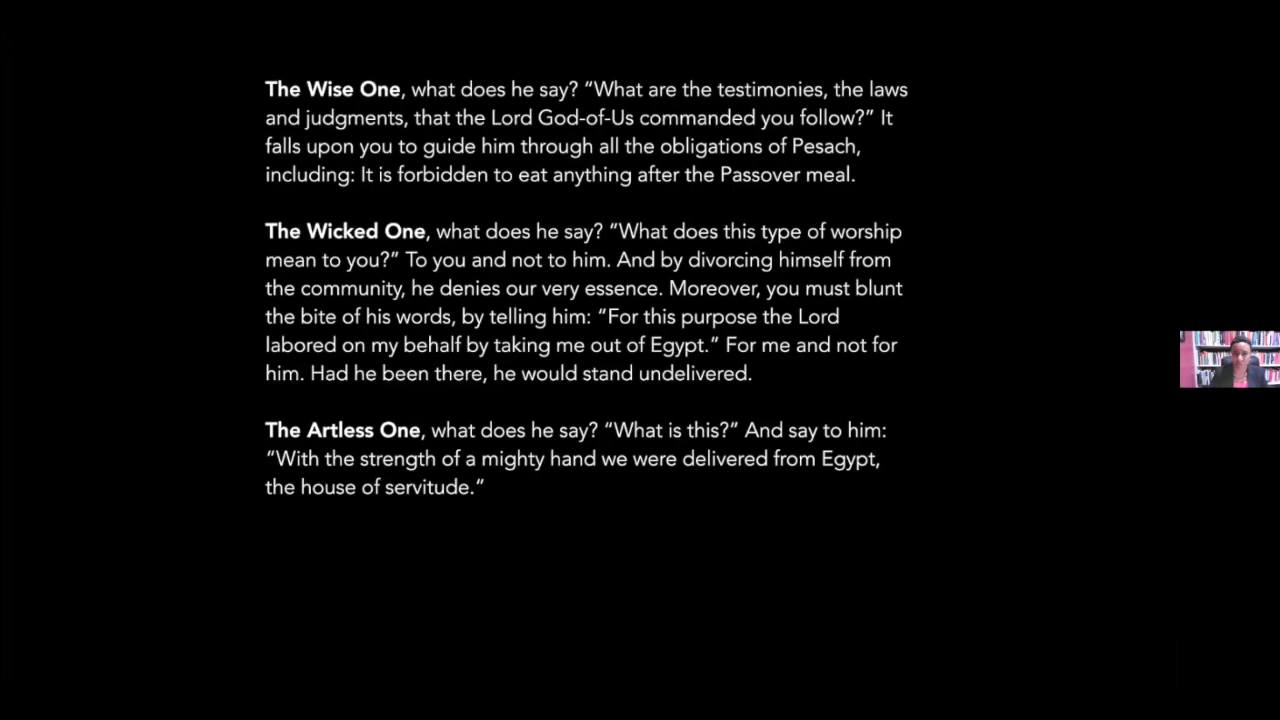 The Wise One, what does he say? “What are the testimonies, the laws
and judgments, that the Lord God-of-Us commanded you follow?” It
falls upon you to guide him through all the obligations of Pesach,
including: It is forbidden to eat anything after the Passover meal.
The Wicked One, what does he say? “What does this type of worship
mean to you?” To you and not to him. And by divorcing himself from
the community, he denies our very essence. Moreover, you must blunt
the bite of his words, by telling him: “For this purpose the Lord
labored on my behalf by taking me out of Egypt.” For me and not for
him. Had he been there, he would stand undelivered.
The Artless One, what does he say? “What is this?” And say to him:
“With the strength of a mighty hand we were delivered from Egypt,
the house of servitude.“